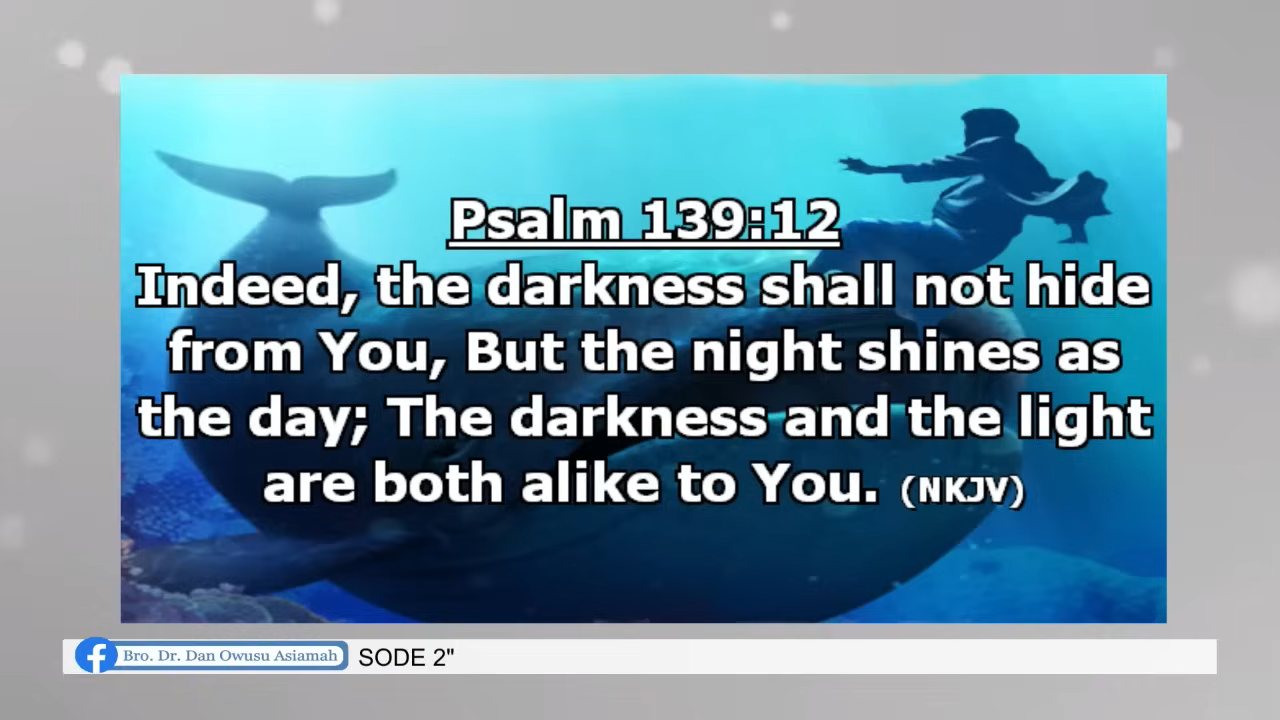 Psalm 139:12
Indeed, the darkness shall not hide
from You, But the night shines as
the day; The darkness and the light
are both alike to You. (NKJV)
Bro. Dr. Dan Owusu Asiamah SODE 2"